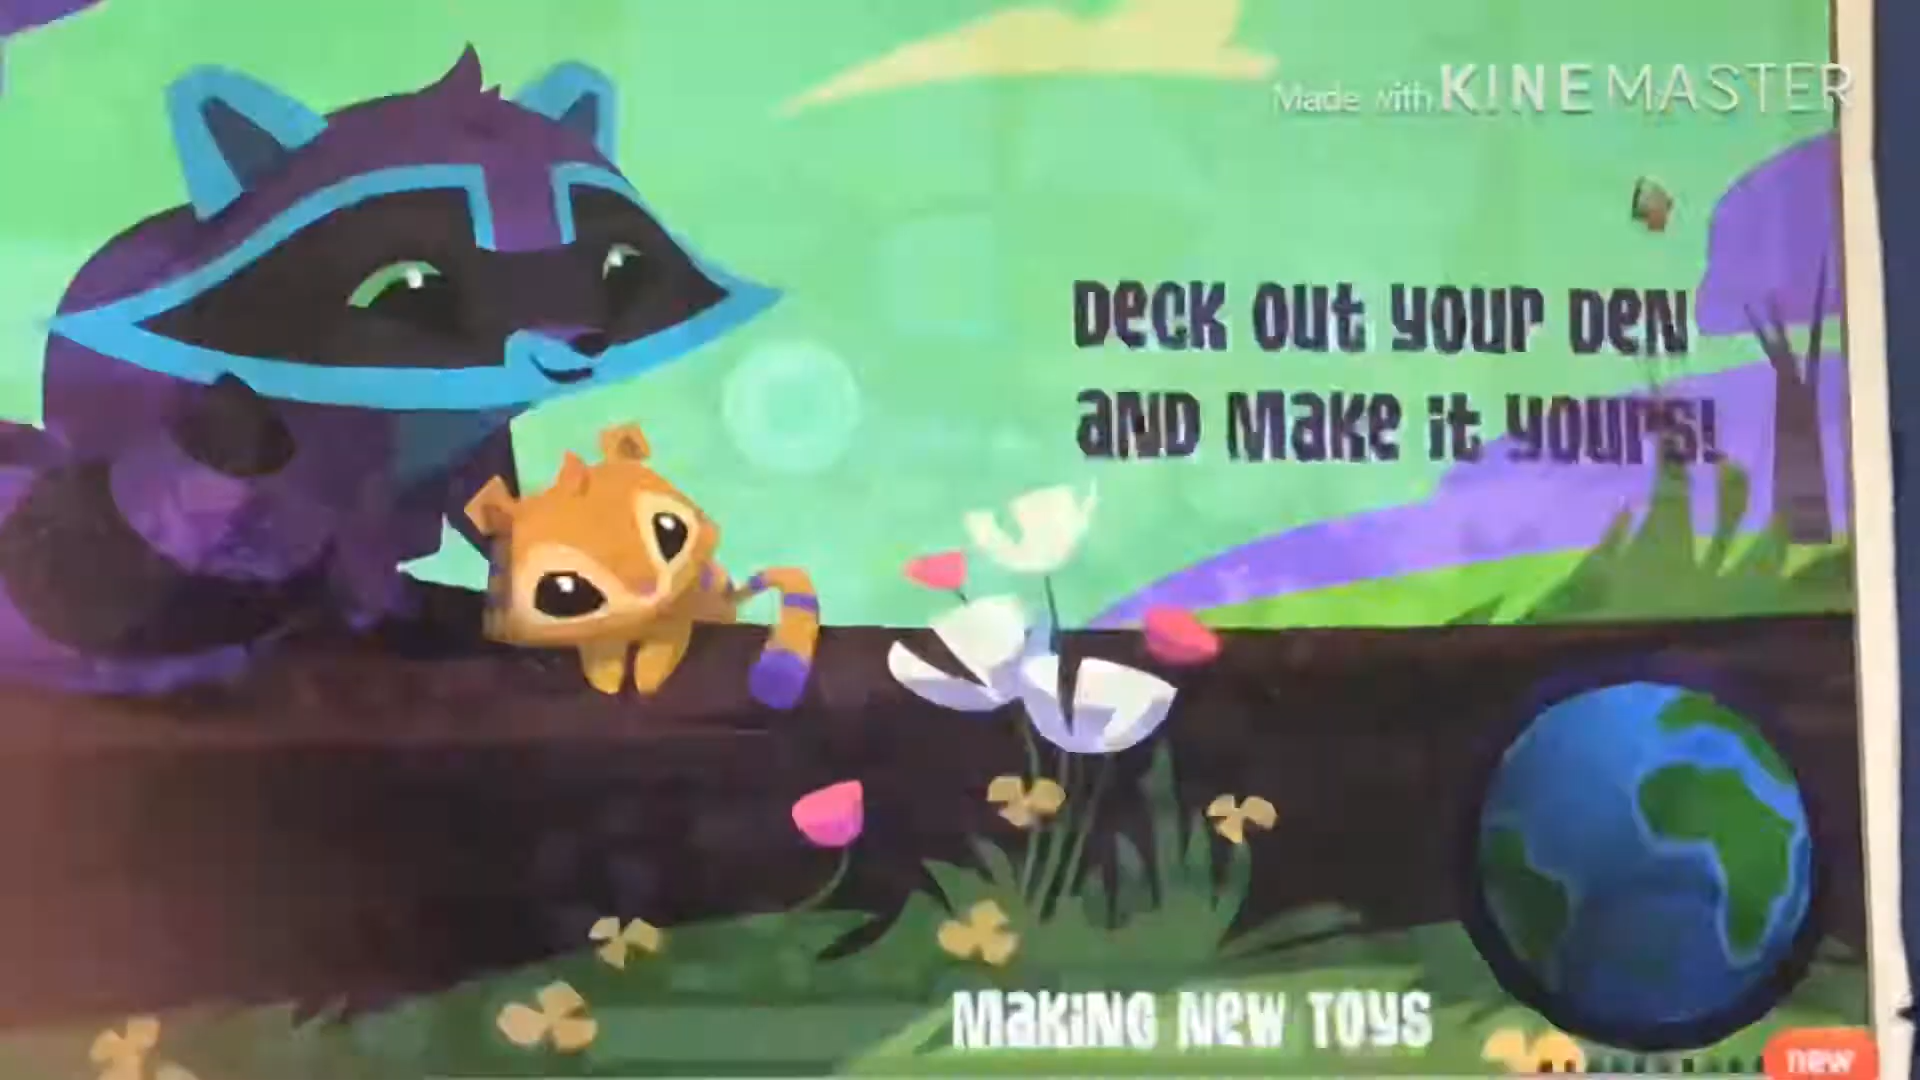 Made with KINEMASTER
Deck out your den
and make it yours!
Making new toys
new